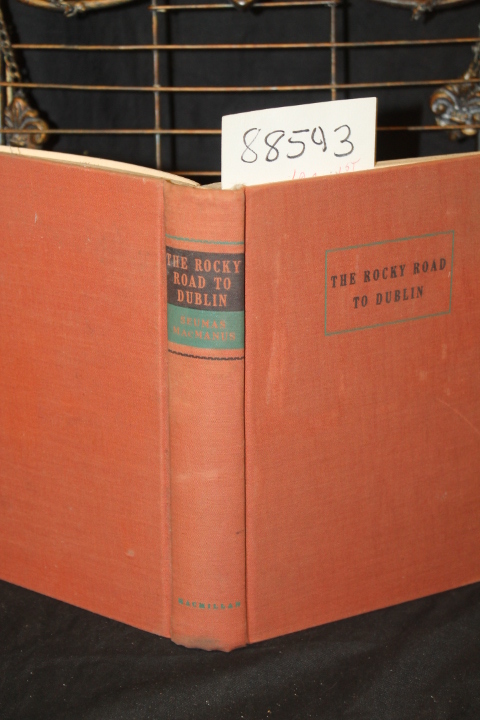 88593
THE ROCKY
ROAD TO
DUBLIN
SEUMAS
MACMANUS
MACMILLAN
THE ROCKY ROAD
TO DUBLIN